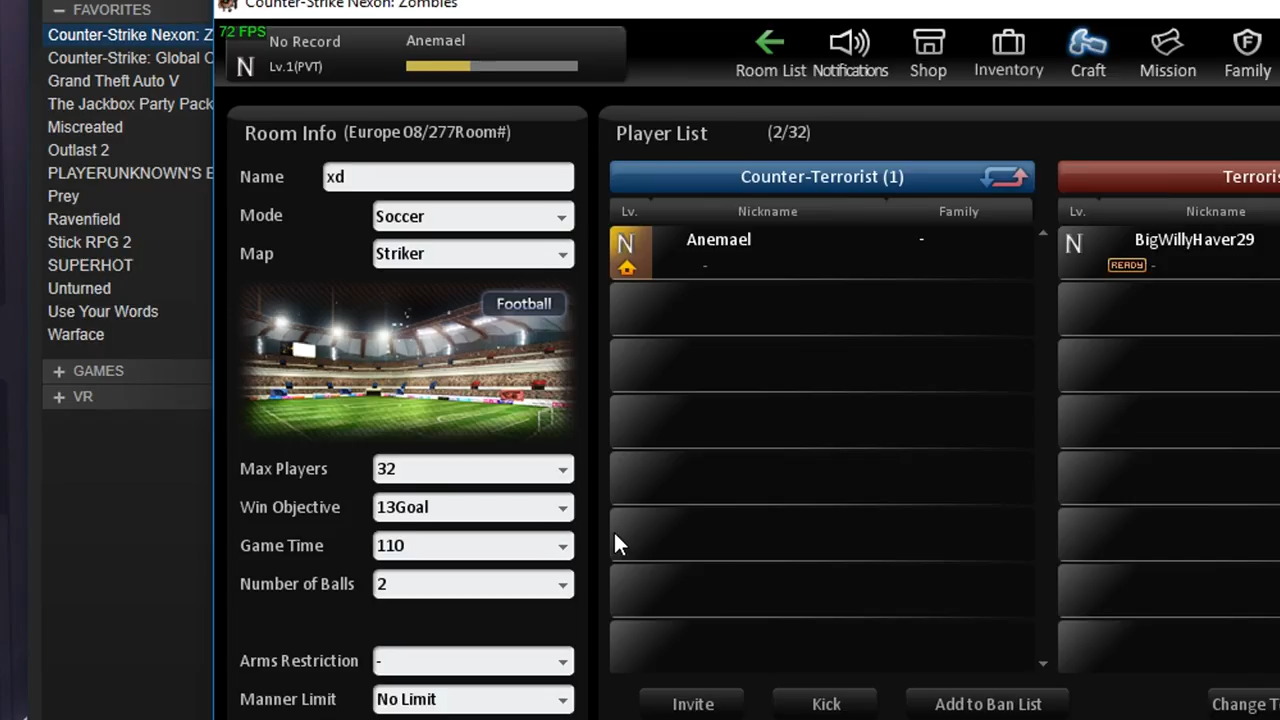 FAVORITES
Counter-Strike Nexon: Z
Counter-Strike: Global O
Grand Theft Auto V
The Jackbox Party Pack
Miscreated
Outlast 2
PLAYERUNKNOWN'S B
Prey
Ravenfield
Stick RPG 2
SUPERHOT
Unturned
Use Your Words
Warface
GAMES
VR
Counter-Strike Nexon: Zombies
72 FPS
No Record
Anemael
N
Lv.1(PVT)
Room List
Notifications
Shop
Inventory
Craft
Mission
F
Family
Room Info (Europe 08/277Room#)
Name xd
Mode Soccer
Map Striker
Football
Max Players 32
Win Objective 13Goal
Game Time 110
Number of Balls 2
Arms Restriction -
Manner Limit No Limit
Player List (2/32)
Counter-Terrorist (1)
Lv. Nickname Family
N Anemael -
-
Terroris
Lv. Nickname
N BigWillyHaver29
READY -
Invite
Kick
Add to Ban List
Change T